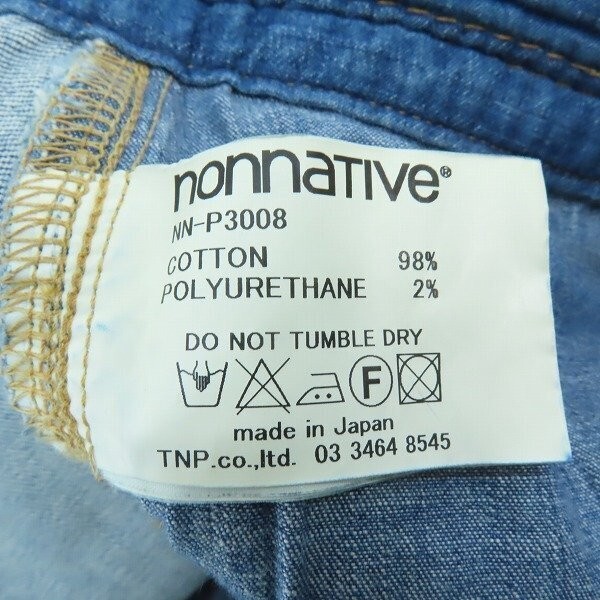 nonnative®
NN-P3008
COTTON 98%
POLYURETHANE 2%
DO NOT TUMBLE DRY
F
made in Japan
TNP.co.,ltd. 03 3464 8545